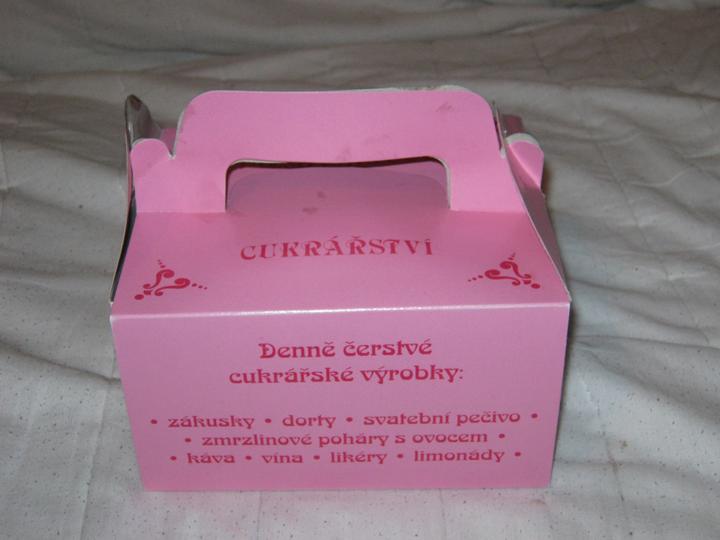 CUKRÁŘSTVÍ
Denně čerstvé
cukrářské výrobky:
• zákusky • dorty • svatební pečivo •
• zmrzlinové poháry s ovocem •
• káva • vína • likéry • limonády •